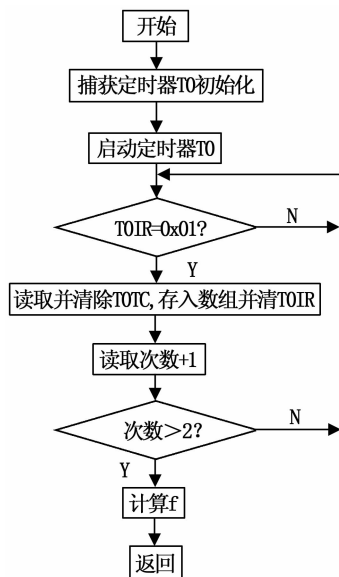 开始
捕获定时器T0初始化
启动定时器T0
T0IR=0x01?
N
Y
读取并清除T0TC,存入数组并清T0IR
读取次数+1
次数>2?
N
Y
计算f
返回